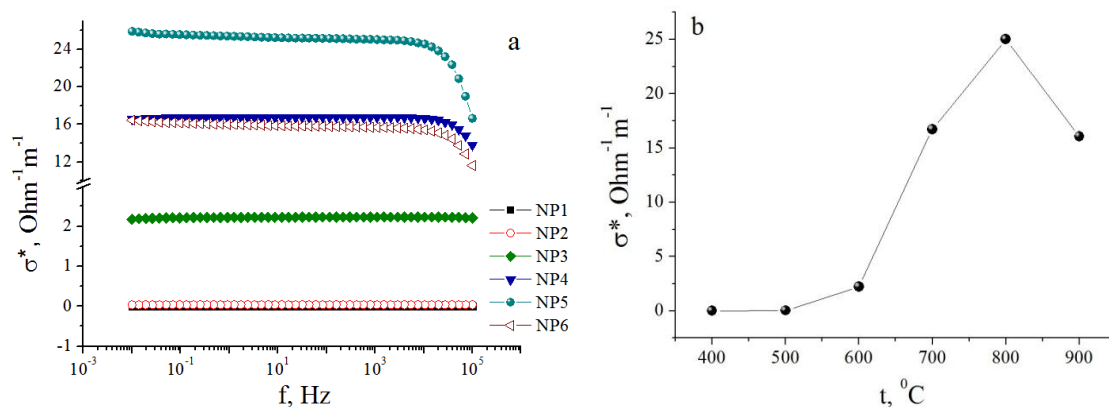 a
24
20
16
12
2
1
0
-1
σ*, Ohm⁻¹m⁻¹
10⁻³ 10⁻¹ 10¹ 10³ 10⁵
f, Hz
NP1
NP2
NP3
NP4
NP5
NP6
b
25
20
15
10
5
0
σ*, Ohm⁻¹m⁻¹
400 500 600 700 800 900
t, ⁰C